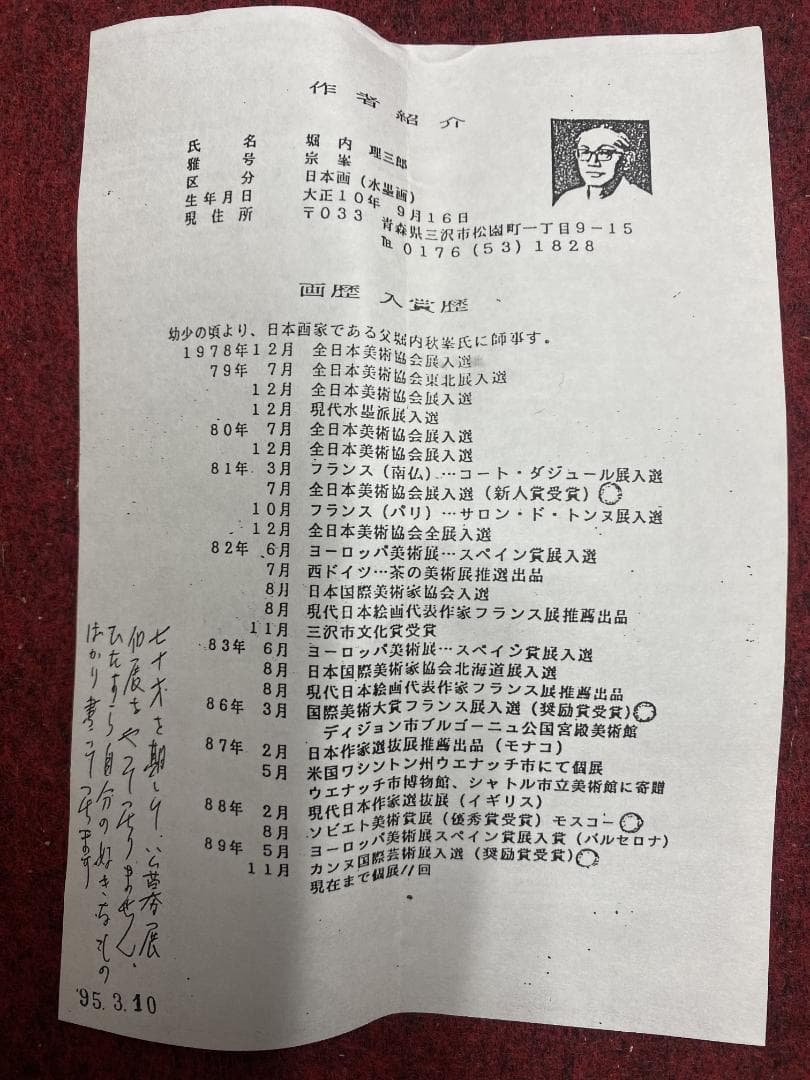 作者紹介
氏名 堀内 理三郎
雅号 宗峯
区分 日本画(水墨画)
生年月日 大正10年 9月16日
現住所 〒033 青森県三沢市松園町一丁目9-15
℡ 0176(53)1828
画歴 入賞歴
幼少の頃より、日本画家である父堀内秋峯氏に師事す。
1978年12月 全日本美術協会展入選
79年 7月 全日本美術協会東北展入選
12月 全日本美術協会展入選
12月 現代水墨派展入選
80年 7月 全日本美術協会展入選
12月 全日本美術協会展入選
81年 3月 フランス(南仏)…コート・ダジュール展入選
7月 全日本美術協会展入選(新人賞受賞)
10月 フランス(パリ)…サロン・ド・トンヌ展入選
12月 全日本美術協会全展入選
82年 6月 ヨーロッパ美術展…スペイン賞展入選
7月 西ドイツ…茶の美術展推選出品
8月 日本国際美術家協会入選
8月 現代日本絵画代表作家フランス展推薦出品
11月 三沢市文化賞受賞
83年 6月 ヨーロッパ美術展…スペイン賞展入選
8月 日本国際美術家協会北海道展入選
8月 現代日本絵画代表作家フランス展推薦出品
86年 3月 国際美術大賞フランス展入選(奨励賞受賞)
ディジョン市ブルゴーニュ公国宮殿美術館
87年 2月 日本作家選抜展推薦出品(モナコ)
5月 米国ワシントン州ウエナッチ市にて個展
ウエナッチ市博物館、シャトル市立美術館に寄贈
88年 2月 現代日本作家選抜展(イギリス)
8月 ソビエト美術賞展(優秀賞受賞)モスコー
89年 5月 ヨーロッパ美術展スペイン賞展入賞(バルセロナ)
11月 カンヌ国際芸術展入選(奨励賞受賞)
現在まで個展11回
七十才を期して、公募展
個展をやって居りません、
ひたすら自分の好きなもの
ばかり書いて居ります
'95.3.10